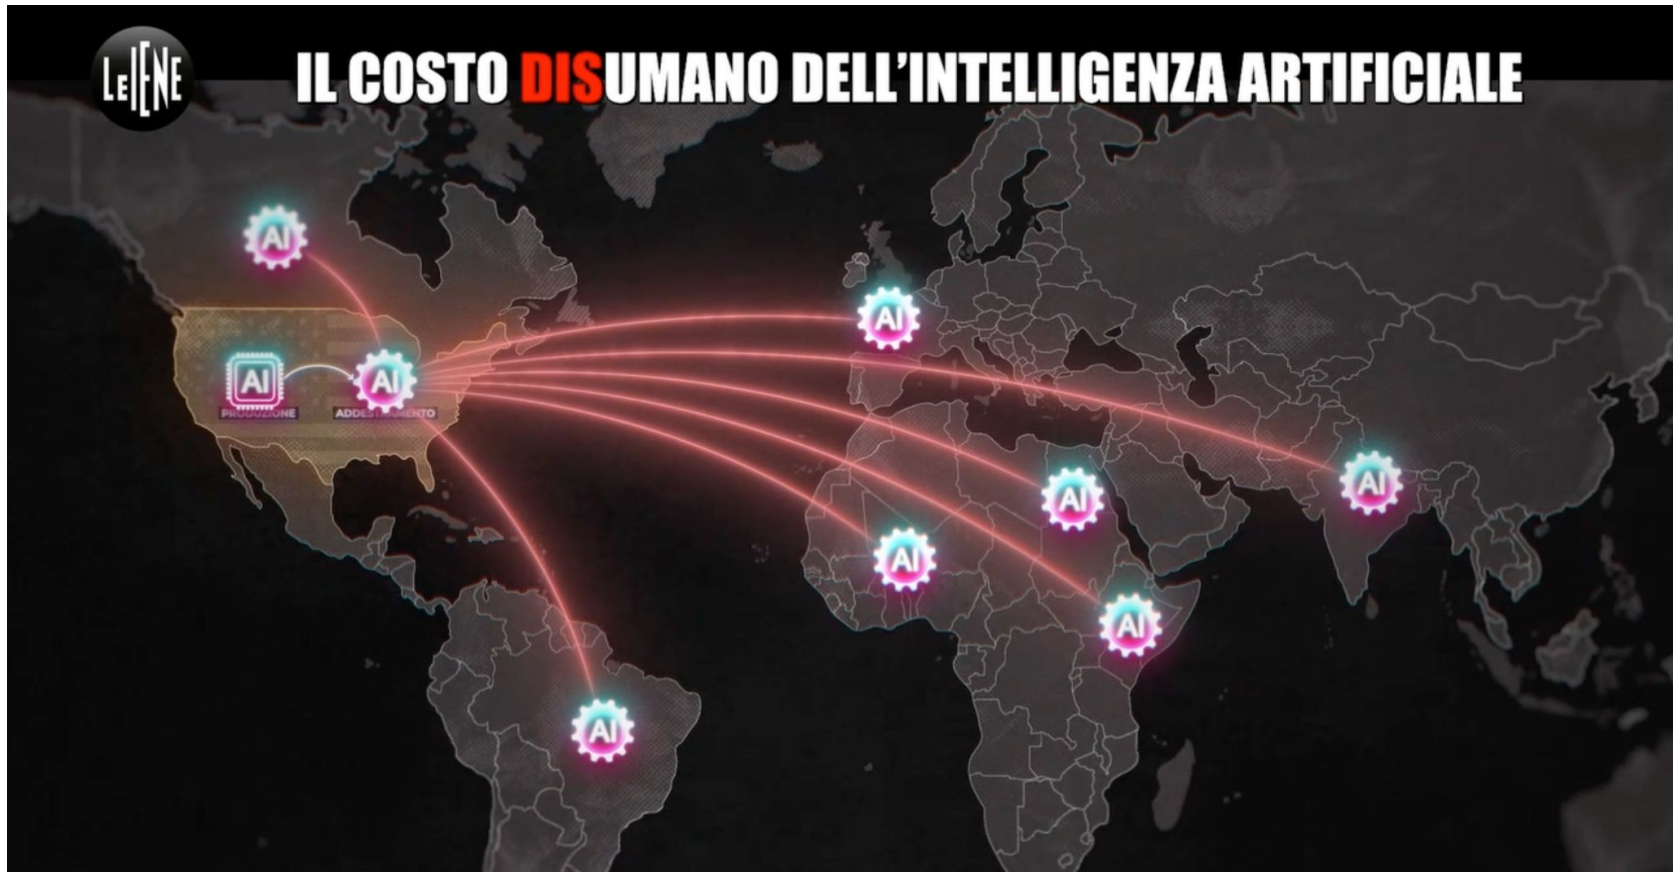 LE IENE
IL COSTO DISUMANO DELL'INTELLIGENZA ARTIFICIALE
AI
AI
AI
AI
PRODUZIONE
ADDESTRAMENTO
AI
AI
AI
AI
AI